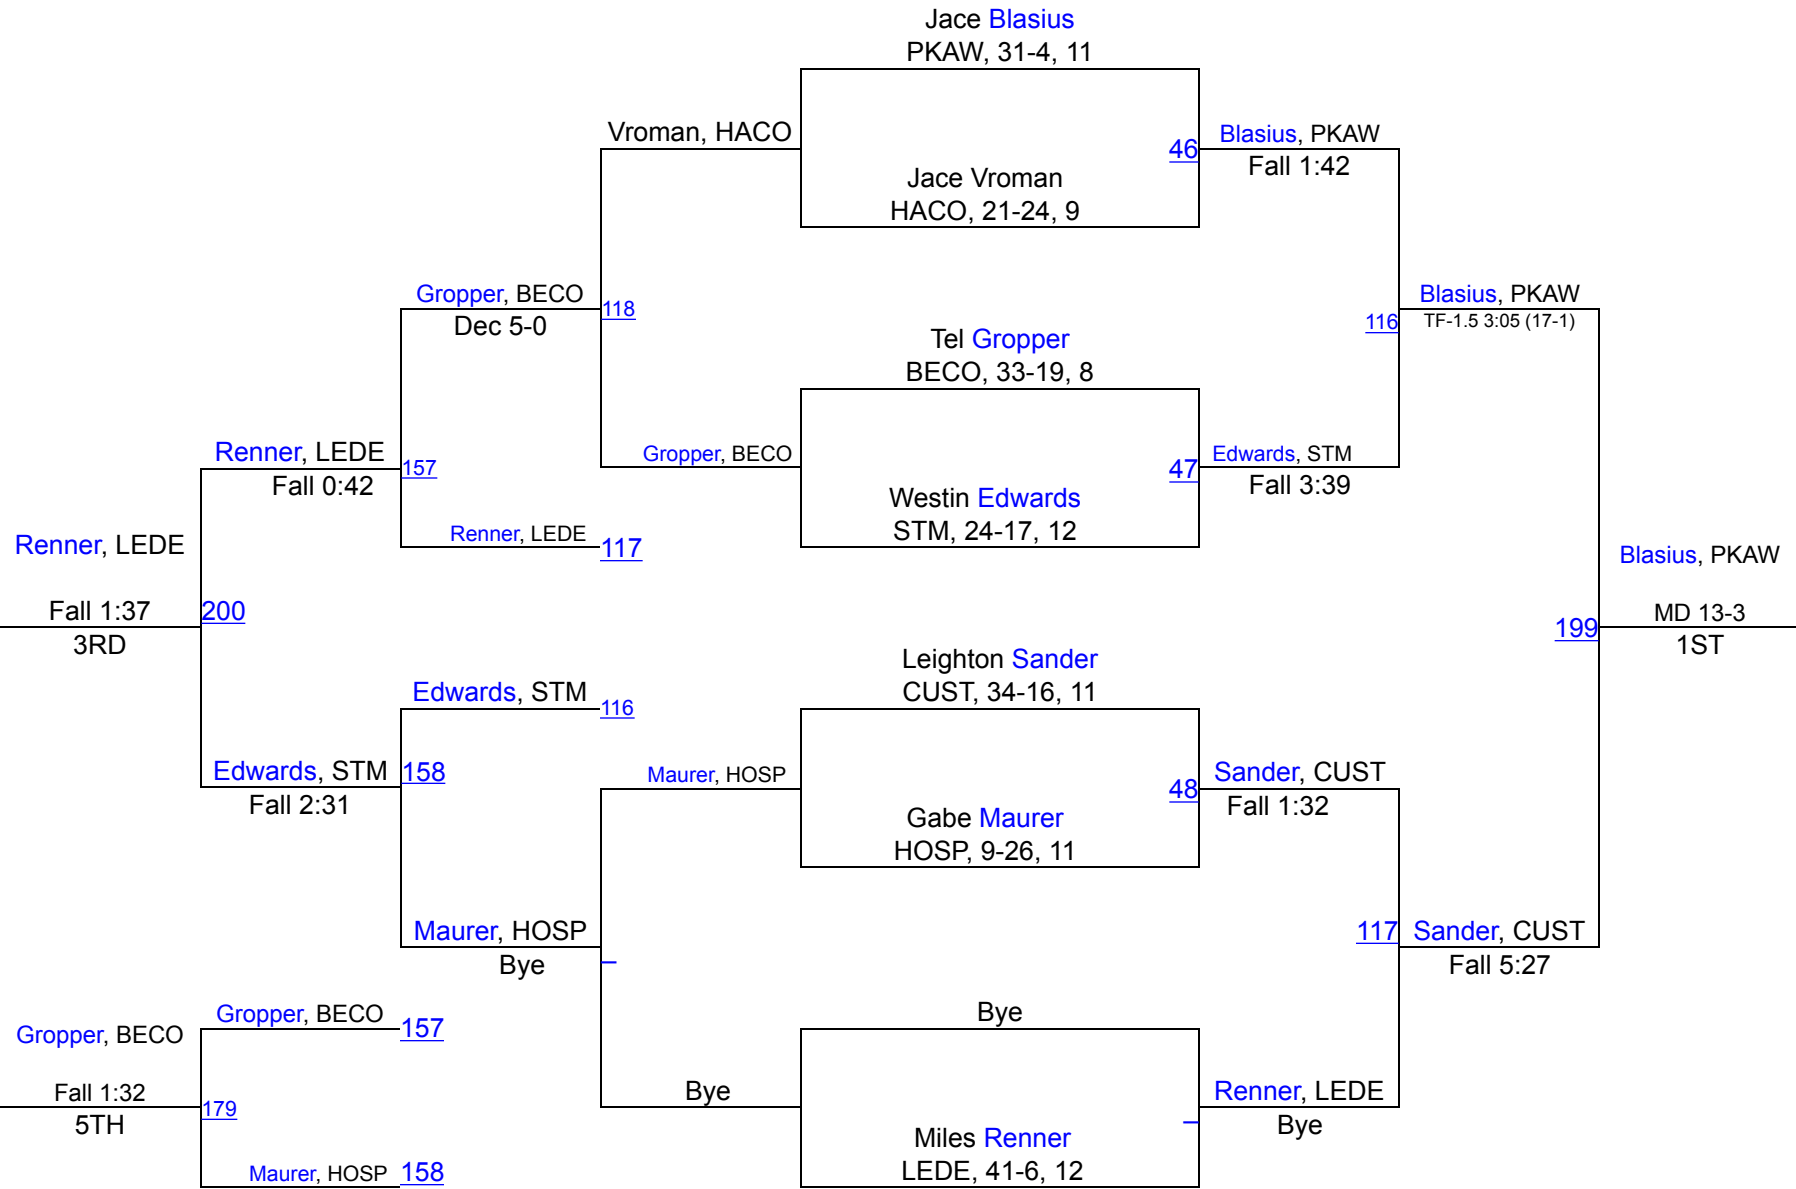 Jace Blasius
PKAW, 31-4, 11
Vroman, HACO
46
Blasius, PKAW
Fall 1:42
Jace Vroman
HACO, 21-24, 9
Gropper, BECO
Dec 5-0
118
Blasius, PKAW
TF-1.5 3:05 (17-1)
116
Tel Gropper
BECO, 33-19, 8
Renner, LEDE
Fall 0:42
157
Gropper, BECO
47
Edwards, STM
Fall 3:39
Westin Edwards
STM, 24-17, 12
Renner, LEDE
117
Renner, LEDE
Fall 1:37
3RD
200
Blasius, PKAW
MD 13-3
1ST
199
Leighton Sander
CUST, 34-16, 11
Edwards, STM
116
Edwards, STM
Fall 2:31
158
Maurer, HOSP
48
Sander, CUST
Fall 1:32
Gabe Maurer
HOSP, 9-26, 11
Maurer, HOSP
Bye
117
Sander, CUST
Fall 5:27
Bye
Gropper, BECO
157
Gropper, BECO
Fall 1:32
5TH
179
Bye
Renner, LEDE
Bye
Miles Renner
LEDE, 41-6, 12
Maurer, HOSP
158